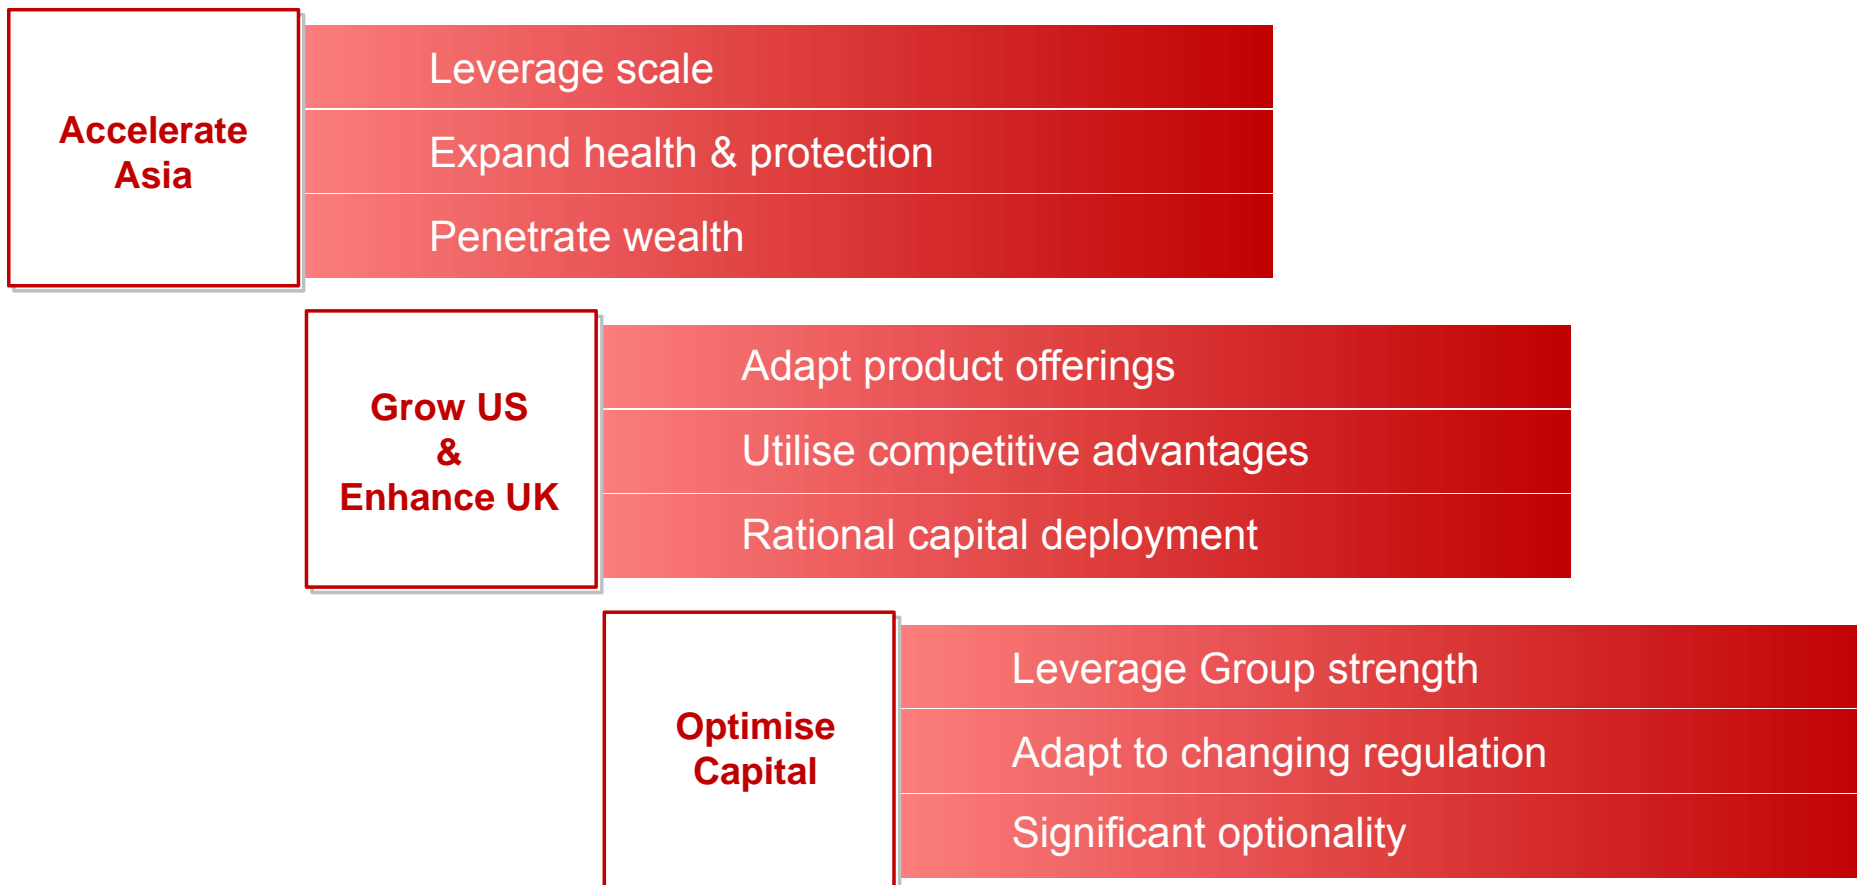 Accelerate
Asia
Leverage scale
Expand health & protection
Penetrate wealth
Grow US
&
Enhance UK
Adapt product offerings
Utilise competitive advantages
Rational capital deployment
Optimise
Capital
Leverage Group strength
Adapt to changing regulation
Significant optionality